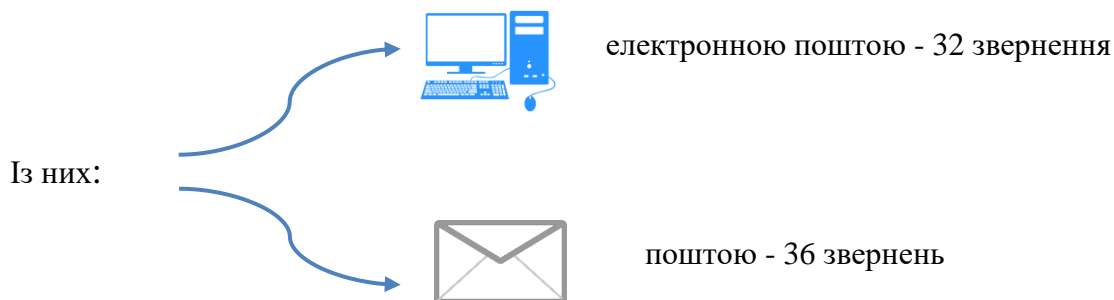 електронною поштою - 32 звернення
Із них:
поштою - 36 звернень